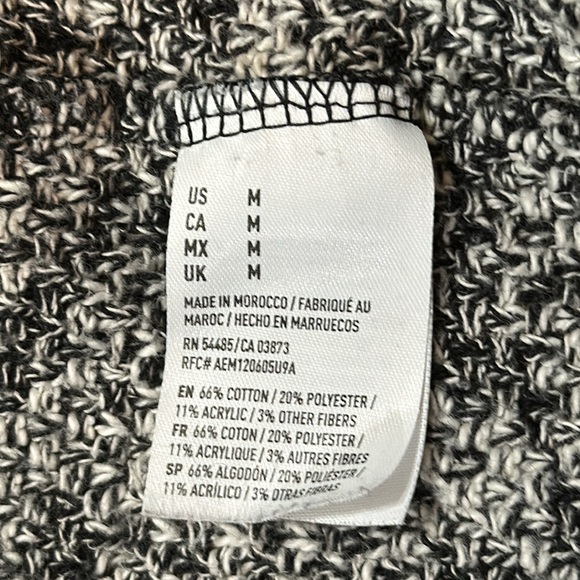 US M
CA M
MX M
UK M
MADE IN MOROCCO / FABRIQUÉ AU
MAROC / HECHO EN MARRUECOS
RN 54485/CA 03873
RFC# AEM120605U9A
EN 66% COTTON / 20% POLYESTER /
11% ACRYLIC / 3% OTHER FIBERS
FR 66% COTON / 20% POLYESTER /
11% ACRYLIQUE / 3% AUTRES FIBRES
SP 66% ALGODÓN / 20% POLIÉSTER /
11% ACRÍLICO / 3% OTRAS FIBRAS